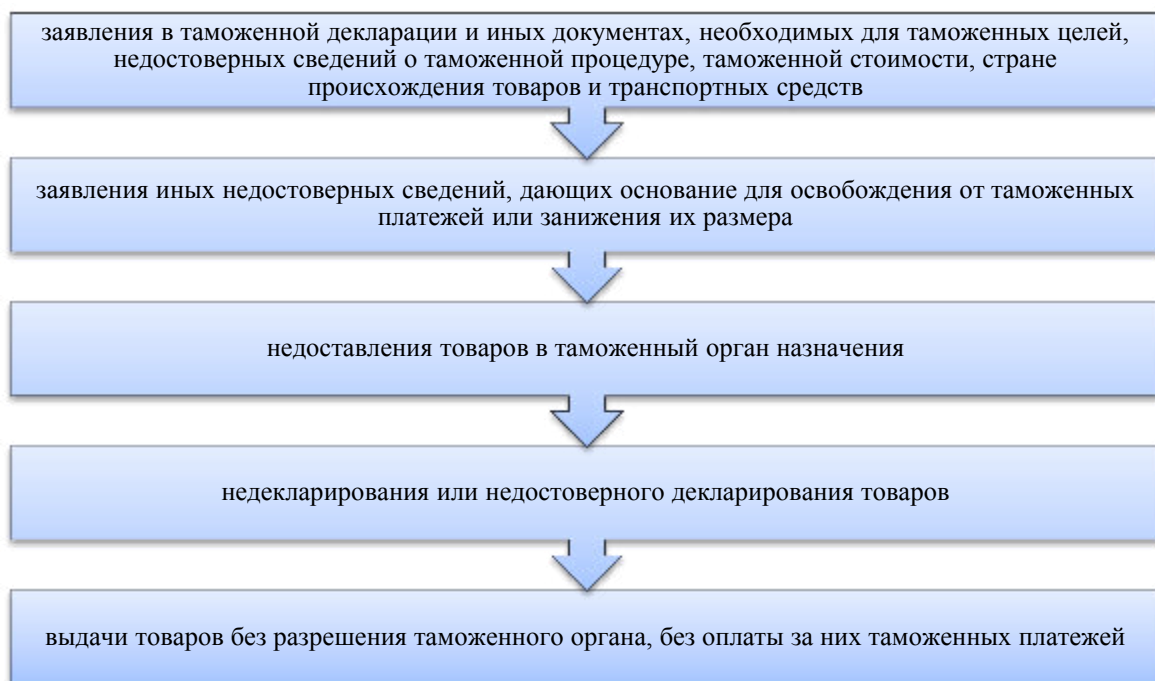 заявления в таможенной декларации и иных документах, необходимых для таможенных целей,
недостоверных сведений о таможенной процедуре, таможенной стоимости, стране
происхождения товаров и транспортных средств
заявления иных недостоверных сведений, дающих основание для освобождения от таможенных
платежей или занижения их размера
недоставления товаров в таможенный орган назначения
недекларирования или недостоверного декларирования товаров
выдачи товаров без разрешения таможенного органа, без оплаты за них таможенных платежей